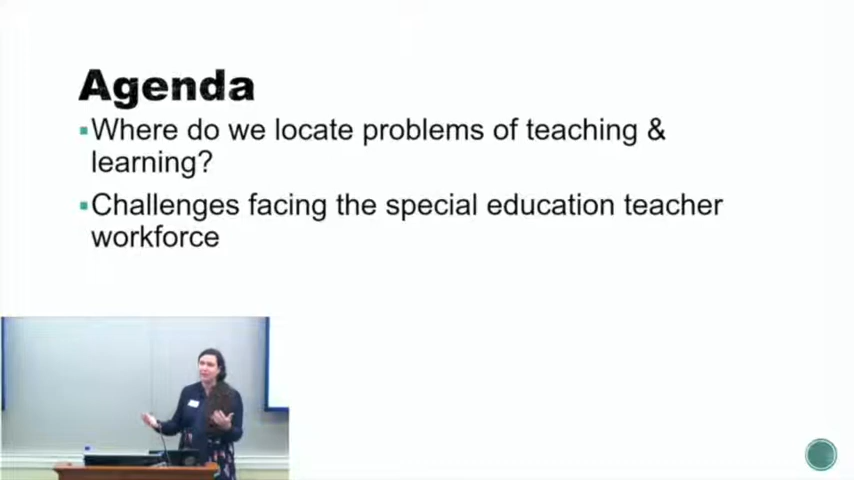 Agenda
▪Where do we locate problems of teaching &
learning?
▪Challenges facing the special education teacher
workforce